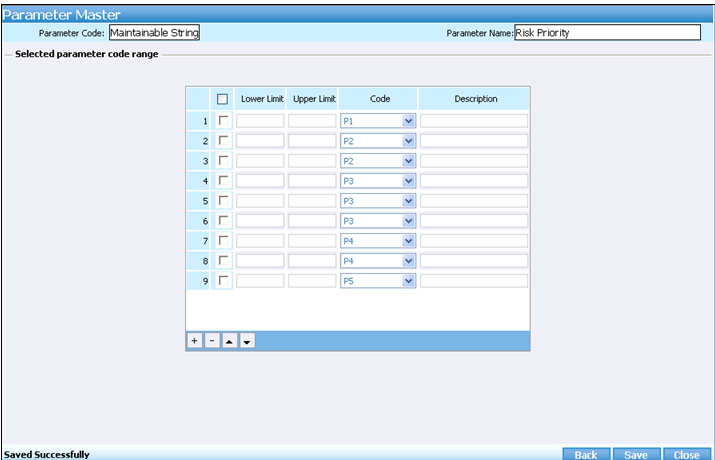 Parameter Master
Parameter Code: Maintainable String Parameter Name: Risk Priority
Selected parameter code range
Lower Limit Upper Limit Code Description
1 P1
2 P2
3 P2
4 P3
5 P3
6 P3
7 P4
8 P4
9 P5
+ -
Saved Successfully Back Save Close